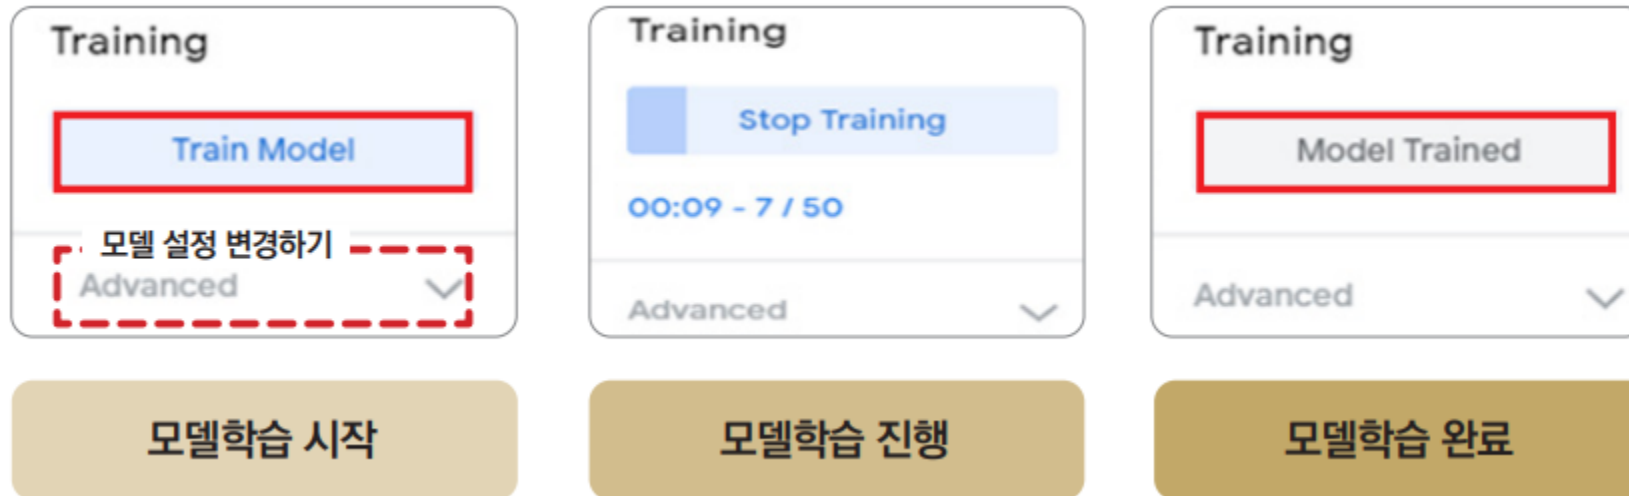 Training
Train Model
모델 설정 변경하기
Advanced
모델학습 시작
Training
Stop Training
00:09 - 7 / 50
Advanced
모델학습 진행
Training
Model Trained
Advanced
모델학습 완료